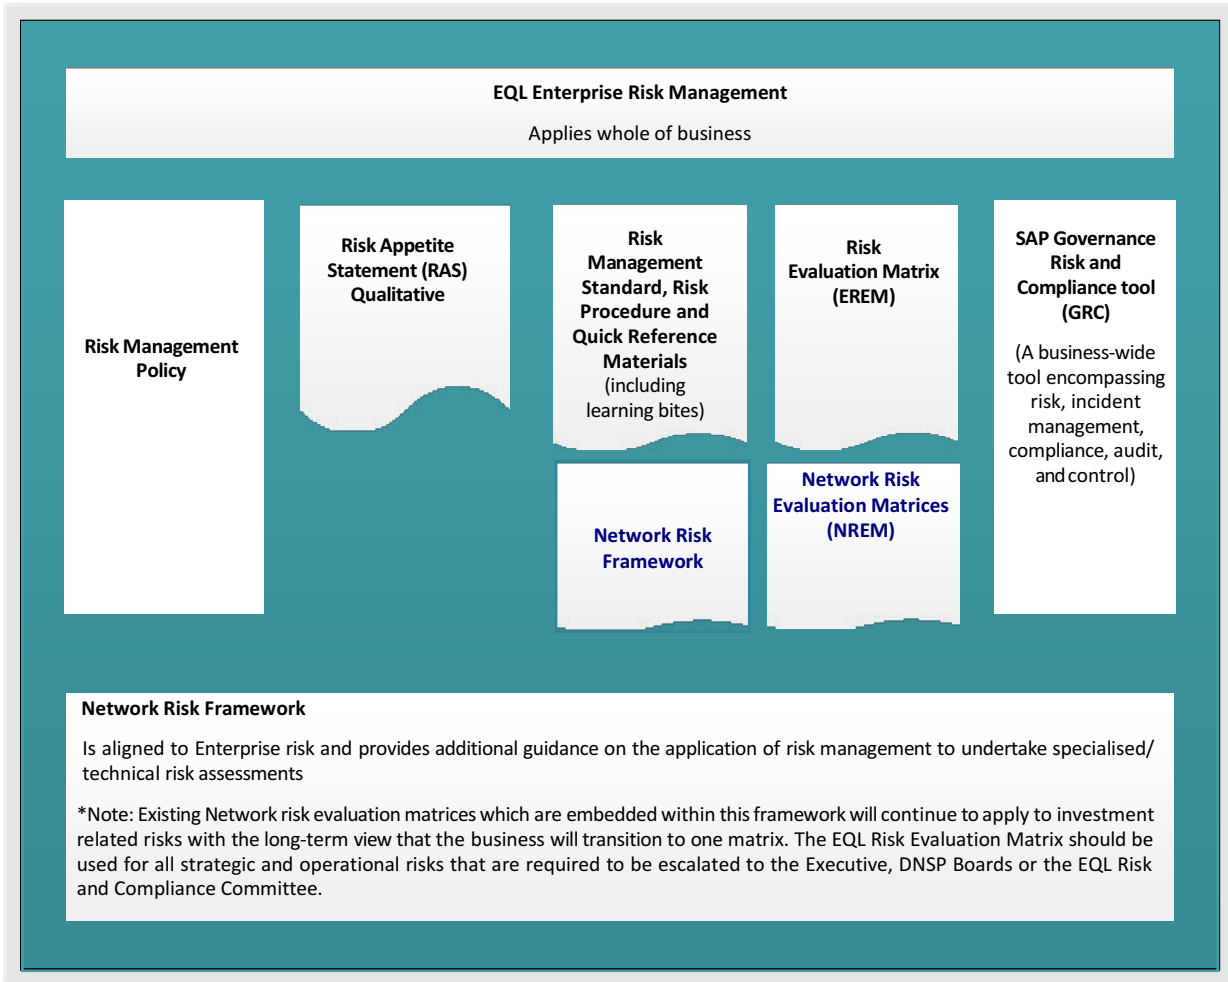 EQL Enterprise Risk Management
Applies whole of business
Risk Management
Policy
Risk Appetite
Statement (RAS)
Qualitative
Risk
Management
Standard, Risk
Procedure and
Quick Reference
Materials
(including
learning bites)
Risk
Evaluation Matrix
(EREM)
SAP Governance
Risk and
Compliance tool
(GRC)
(A business-wide
tool encompassing
risk, incident
management,
compliance, audit,
and control)
Network Risk
Framework
Network Risk
Evaluation Matrices
(NREM)
Network Risk Framework
Is aligned to Enterprise risk and provides additional guidance on the application of risk management to undertake specialised/
technical risk assessments
*Note: Existing Network risk evaluation matrices which are embedded within this framework will continue to apply to investment
related risks with the long-term view that the business will transition to one matrix. The EQL Risk Evaluation Matrix should be
used for all strategic and operational risks that are required to be escalated to the Executive, DNSP Boards or the EQL Risk
and Compliance Committee.